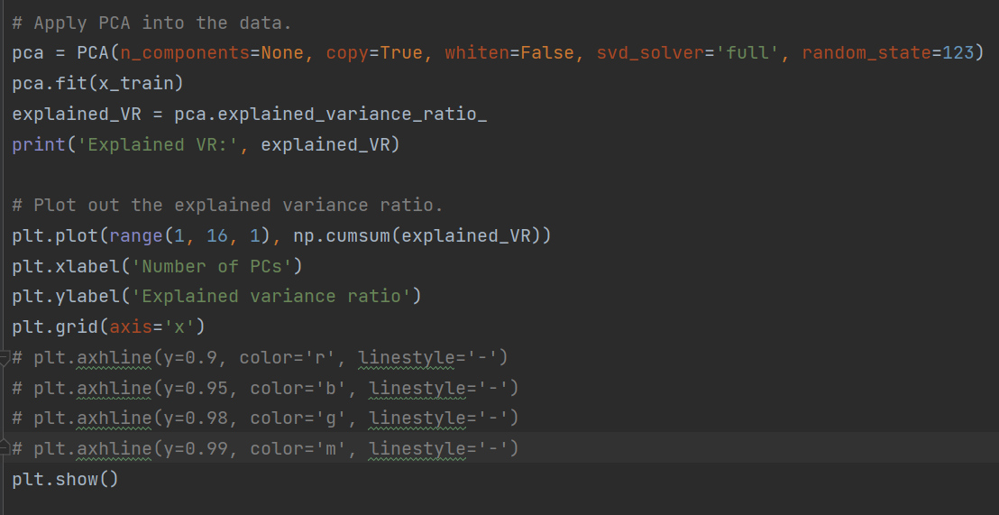 # Apply PCA into the data.
pca = PCA(n_components=None, copy=True, whiten=False, svd_solver='full', random_state=123)
pca.fit(x_train)
explained_VR = pca.explained_variance_ratio_
print('Explained VR:', explained_VR)
# Plot out the explained variance ratio.
plt.plot(range(1, 16, 1), np.cumsum(explained_VR))
plt.xlabel('Number of PCs')
plt.ylabel('Explained variance ratio')
plt.grid(axis='x')
# plt.axhline(y=0.9, color='r', linestyle='-')
# plt.axhline(y=0.95, color='b', linestyle='-')
# plt.axhline(y=0.98, color='g', linestyle='-')
# plt.axhline(y=0.99, color='m', linestyle='-')
plt.show()